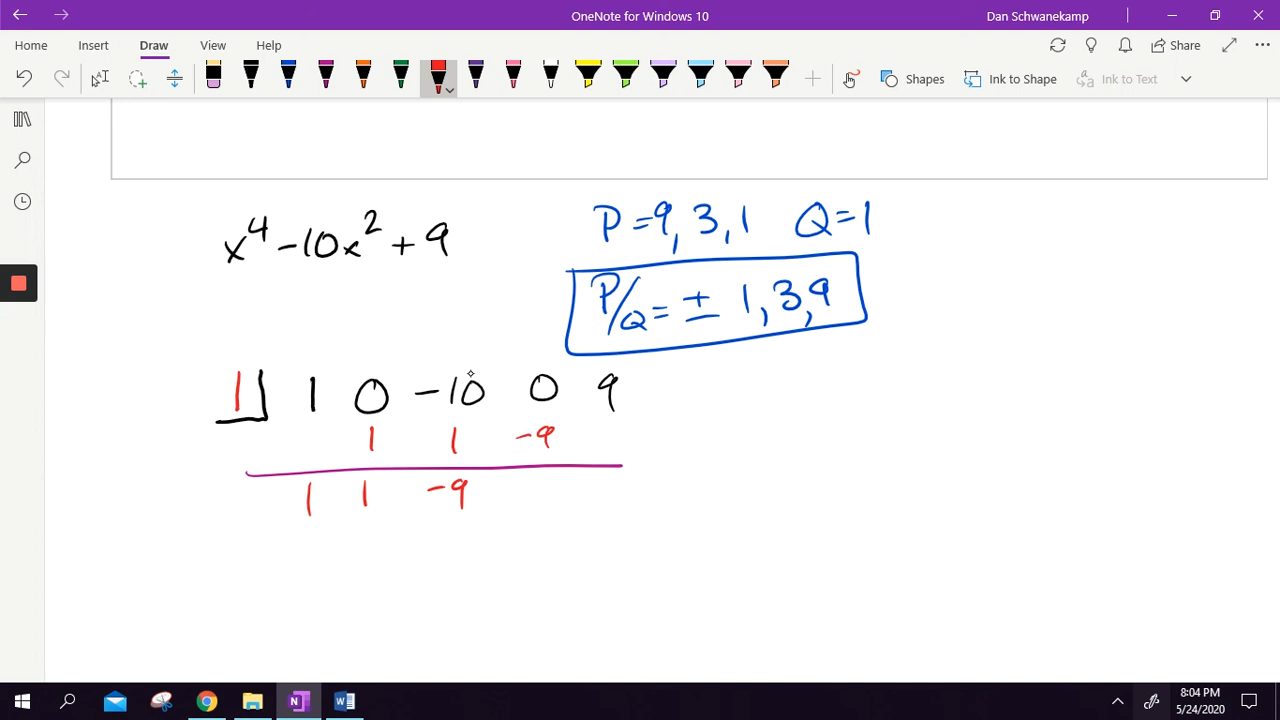 OneNote for Windows 10
Dan Schwanekamp
Home Insert Draw View Help
Share
Shapes Ink to Shape Ink to Text
x⁴ -10x² + 9
P = 9, 3, 1 Q = 1
P/Q = ± 1, 3, 9
1 1 0 -10 0 9
1 1 -9
1 1 -9
8:04 PM
5/24/2020